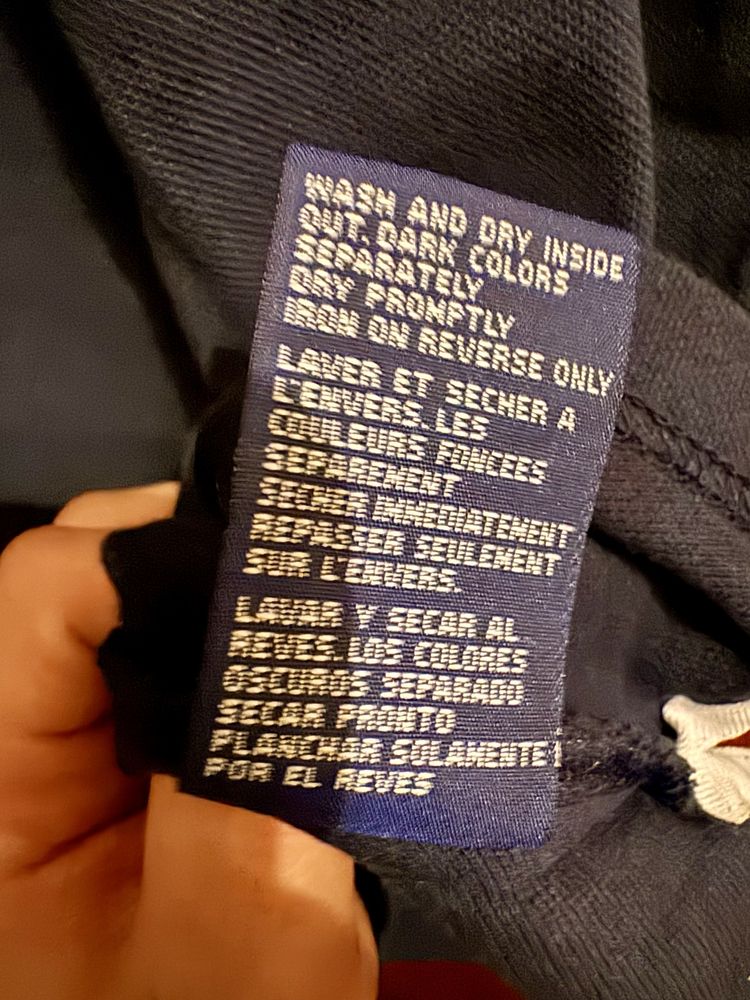 WASH AND DRY INSIDE
OUT. DARK COLORS
SEPARATELY
DRY PROMPTLY
IRON ON REVERSE ONLY
LAVER ET SECHER A
L'ENVERS. LES
COULEURS FONCEES
SEPAREMENT
SECHER IMMEDIATEMENT
REPASSER SEULEMENT
SUR L'ENVERS.
LAVAR Y SECAR AL
REVES. LOS COLORES
OSCUROS SEPARADO
SECAR PRONTO
PLANCHAR SOLAMENTE
POR EL REVES